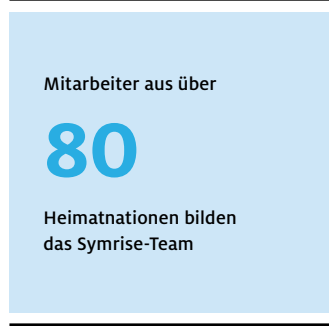 Mitarbeiter aus über
80
Heimatnationen bilden
das Symrise-Team